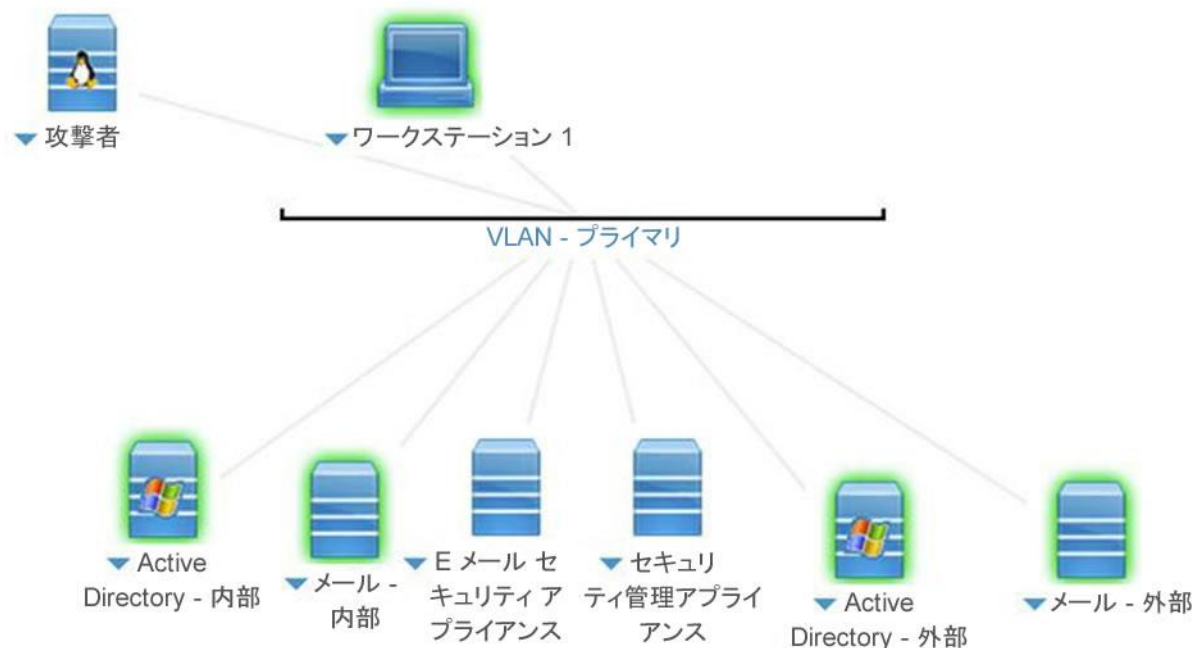 攻撃者
ワークステーション 1
VLAN - プライマリ
Active
Directory - 内部
メール -
内部
E メール セ
キュリティ ア
プライアンス
セキュリ
ティ管理アプライ
アンス
Active
Directory - 外部
メール - 外部